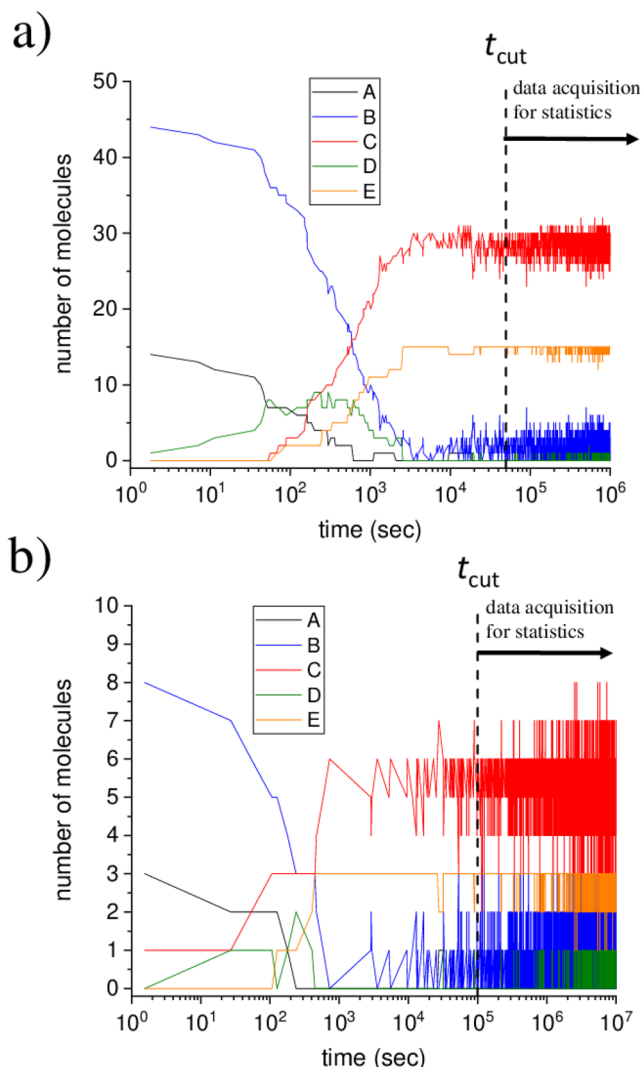 a)
t_cut
data acquisition
for statistics
50
A
B
C
D
E
40
30
20
10
0
number of molecules
10^0 10^1 10^2 10^3 10^4 10^5 10^6
time (sec)
b)
t_cut
data acquisition
for statistics
10
A
B
C
D
E
9
8
7
6
5
4
3
2
1
0
number of molecules
10^0 10^1 10^2 10^3 10^4 10^5 10^6 10^7
time (sec)